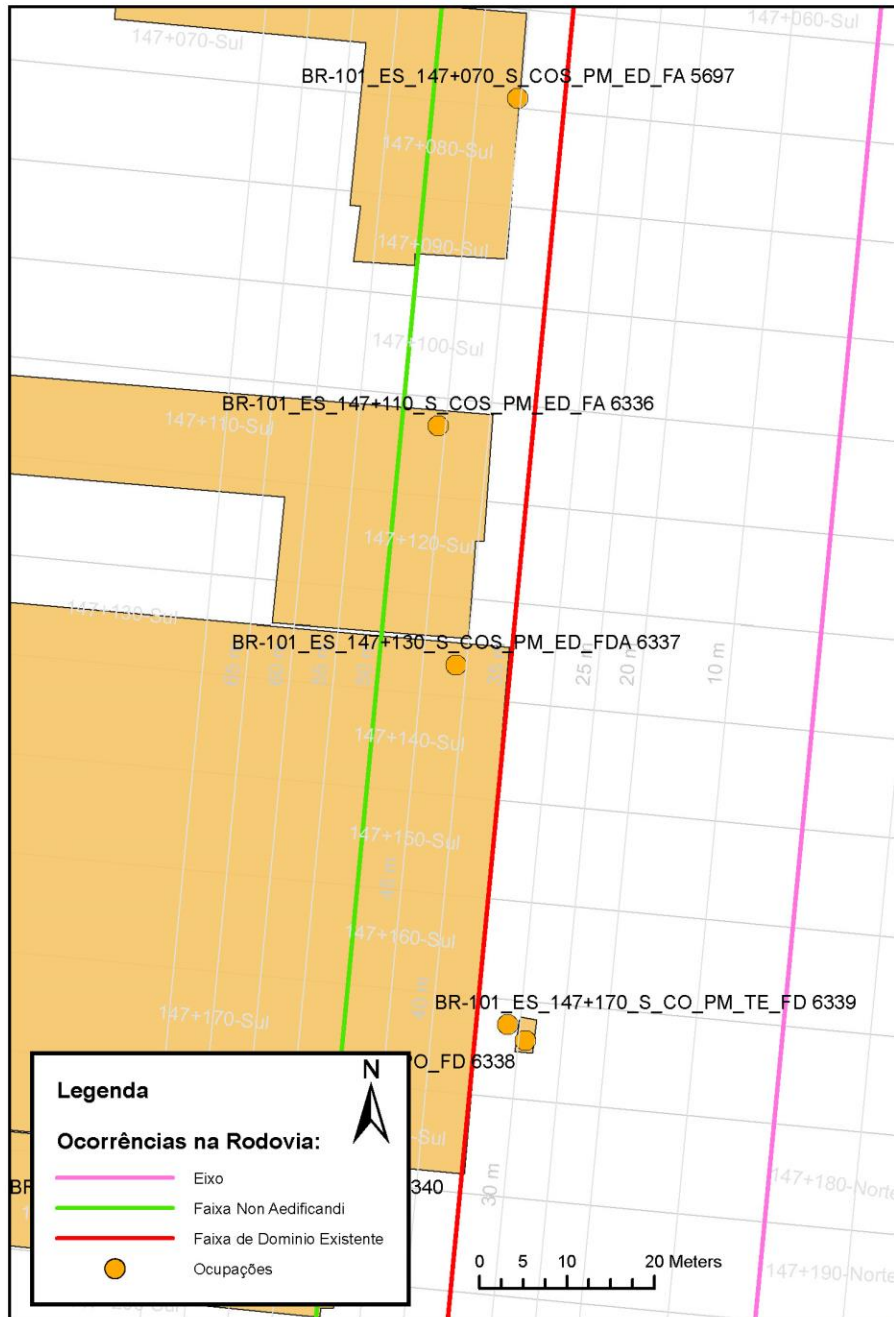 147+060-Sul
147+070-Sul
BR-101_ES_147+070_S_COS_PM_ED_FA 5697
147+080-Sul
147+090-Sul
147+100-Sul
BR-101_ES_147+110_S_COS_PM_ED_FA 6336
147+110-Sul
147+120-Sul
147+130-Sul
BR-101_ES_147+130_S_COS_PM_ED_FDA 6337
25 m
20 m
10 m
147+140-Sul
147+150-Sul
147+160-Sul
40 m
BR-101_ES_147+170_S_CO_PM_TE_FD 6339
147+170-Sul
PO_FD 6338
-Sul
30 m
147+180-Norte
BR
340
147+190-Norte
Legenda
N
Ocorrências na Rodovia:
Eixo
Faixa Non Aedificandi
Faixa de Dominio Existente
Ocupações
0 5 10 20 Meters